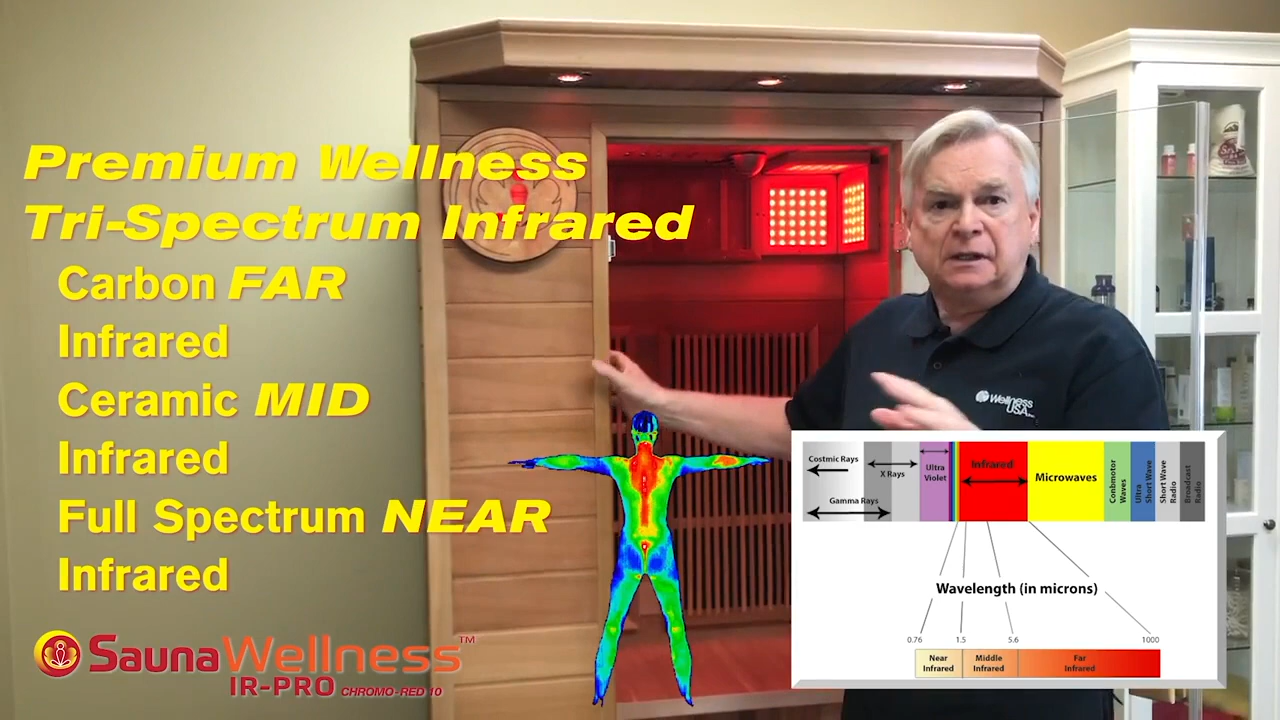 Premium Wellness
Tri-Spectrum Infrared
Carbon FAR
Infrared
Ceramic MID
Infrared
Full Spectrum NEAR
Infrared
SaunaWellness™
IR-PRO CHROMO-RED 10
Wellness
USA
Costmic Rays
X Rays
Gamma Rays
Ultra
Violet
Infrared
Microwaves
Conbmotor
Waves
Ultra
Short Wave
Short Wave
Radio
Broadcast
Radio
Wavelength (in microns)
0.76 1.5 5.6 1000
Near
Infrared
Middle
Infrared
Far
Infrared